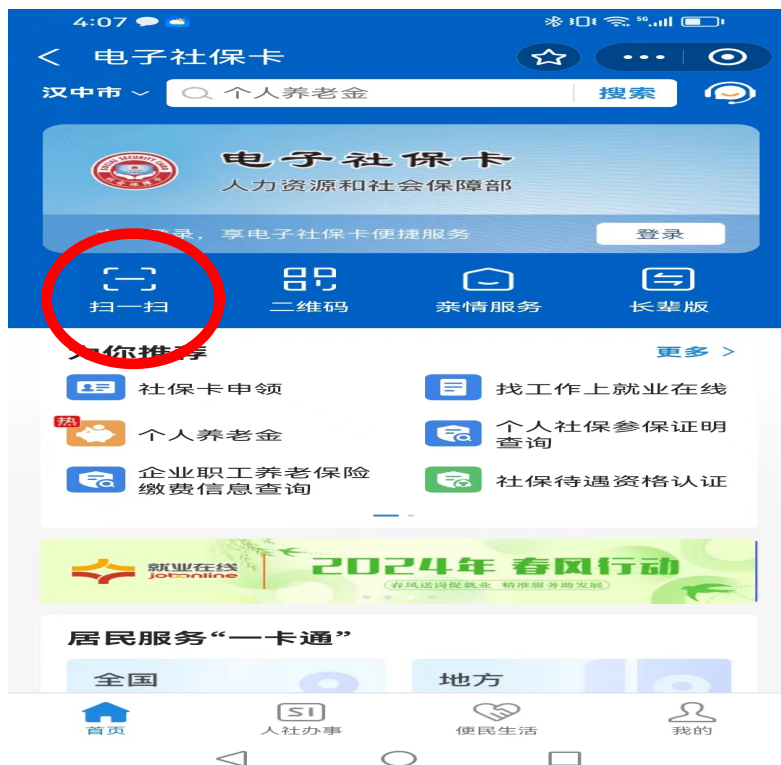 4:07
5G
电子社保卡
汉中市
个人养老金
搜索
SOCIAL SECURITY CARD
电子社保卡
人力资源和社会保障部
录，享电子社保卡便捷服务
登录
扫一扫
二维码
亲情服务
长辈版
为你推荐
更多 >
社保卡申领
找工作上就业在线
热
个人养老金
个人社保参保证明
查询
企业职工养老保险
缴费信息查询
社保待遇资格认证
就业在线
jobonline
2024年 春风行动
(春风送岗促就业 精准服务助发展)
居民服务“一卡通”
全国
地方
首页
SI
人社办事
便民生活
我的